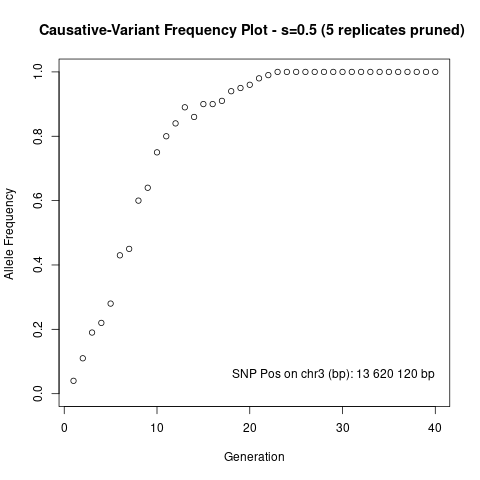 Causative-Variant Frequency Plot - s=0.5 (5 replicates pruned)
1.0
0.8
0.6
0.4
0.2
0.0
Allele Frequency
SNP Pos on chr3 (bp): 13 620 120 bp
0 10 20 30 40
Generation